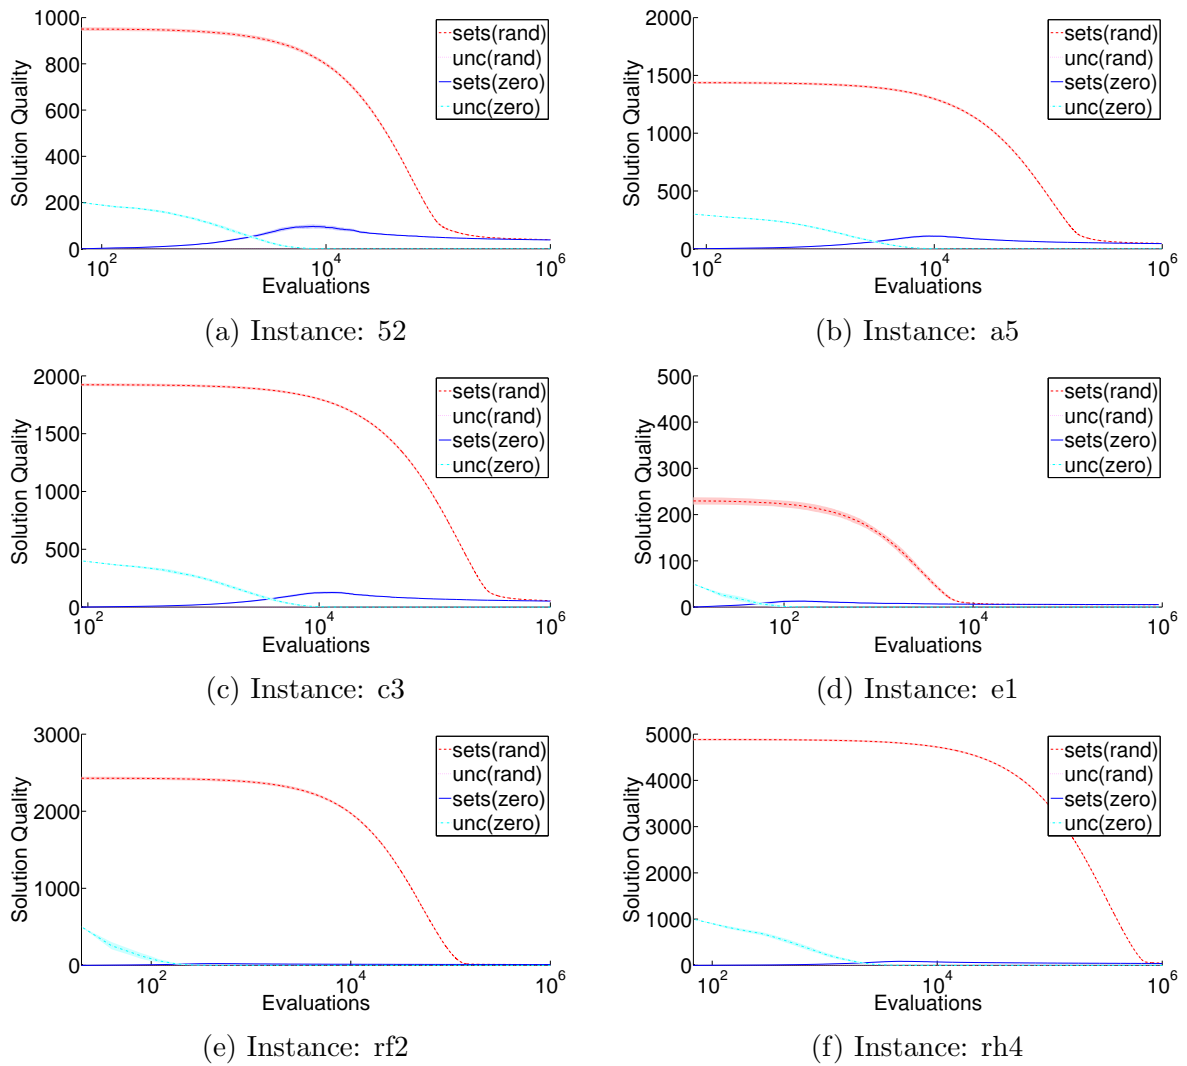 1000
800
600
400
200
0
Solution Quality
sets(rand)
unc(rand)
sets(zero)
unc(zero)
10^2
10^4
10^6
Evaluations
(a) Instance: 52
2000
1500
1000
500
0
Solution Quality
sets(rand)
unc(rand)
sets(zero)
unc(zero)
10^2
10^4
10^6
Evaluations
(b) Instance: a5
2000
1500
1000
500
0
Solution Quality
sets(rand)
unc(rand)
sets(zero)
unc(zero)
10^2
10^4
10^6
Evaluations
(c) Instance: c3
500
400
300
200
100
0
Solution Quality
sets(rand)
unc(rand)
sets(zero)
unc(zero)
10^2
10^4
10^6
Evaluations
(d) Instance: e1
3000
2000
1000
0
Solution Quality
sets(rand)
unc(rand)
sets(zero)
unc(zero)
10^2
10^4
10^6
Evaluations
(e) Instance: rf2
5000
4000
3000
2000
1000
0
Solution Quality
sets(rand)
unc(rand)
sets(zero)
unc(zero)
10^2
10^4
10^6
Evaluations
(f) Instance: rh4